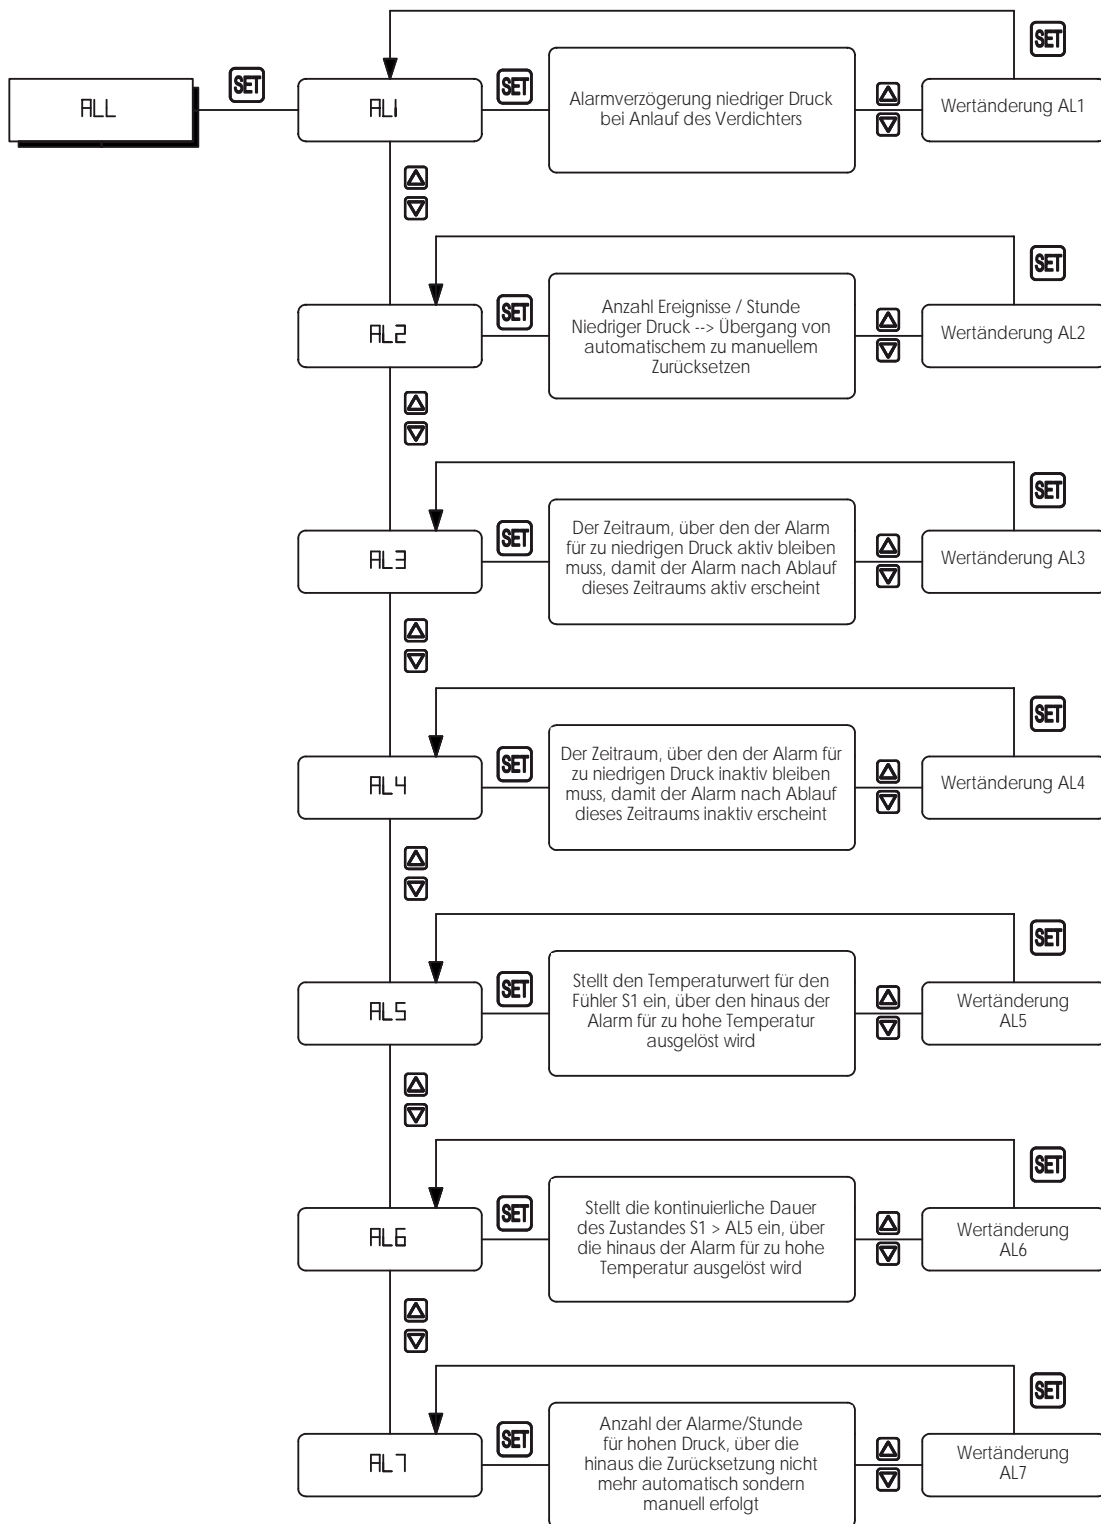 SET
ALL
SET
AL1
SET
Alarmverzögerung niedriger Druck
bei Anlauf des Verdichters
Wertänderung AL1
SET
AL2
SET
Anzahl Ereignisse / Stunde
Niedriger Druck --> Übergang von
automatischem zu manuellem
Zurücksetzen
Wertänderung AL2
SET
AL3
SET
Der Zeitraum, über den der Alarm
für zu niedrigen Druck aktiv bleiben
muss, damit der Alarm nach Ablauf
dieses Zeitraums aktiv erscheint
Wertänderung AL3
SET
AL4
SET
Der Zeitraum, über den der Alarm für
zu niedrigen Druck inaktiv bleiben
muss, damit der Alarm nach Ablauf
dieses Zeitraums inaktiv erscheint
Wertänderung AL4
SET
AL5
SET
Stellt den Temperaturwert für den
Fühler S1 ein, über den hinaus der
Alarm für zu hohe Temperatur
ausgelöst wird
Wertänderung
AL5
SET
AL6
SET
Stellt die kontinuierliche Dauer
des Zustandes S1 > AL5 ein, über
die hinaus der Alarm für zu hohe
Temperatur ausgelöst wird
Wertänderung
AL6
SET
AL7
SET
Anzahl der Alarme/Stunde
für hohen Druck, über die
hinaus die Zurücksetzung nicht
mehr automatisch sondern
manuell erfolgt
Wertänderung
AL7